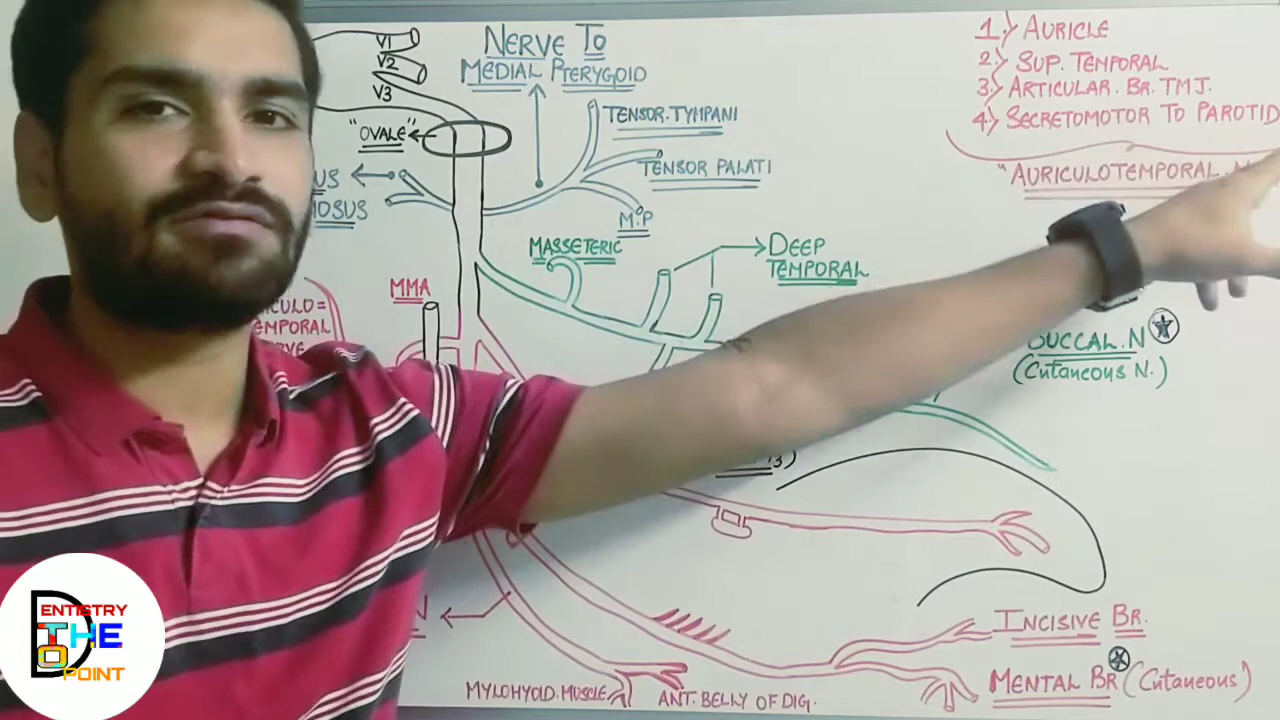 V1
V2
V3
NERVE TO
MEDIAL PTERYGOID
"OVALE"
TENSOR. TYMPANI
TENSOR PALATI
M.P
1.) AURICLE
2.) SUP. TEMPORAL
3.) ARTICULAR. BR. TMJ.
4.) SECRETOMOTOR TO PAROTID
"AURICULOTEMPORAL
MASSETERIC
DEEP
TEMPORAL
MMA
BUCCAL. N
(Cutaneous N.)
INCISIVE BR.
MENTAL BR (Cutaneous)
MYLOHYOID. MUSCLE
ANT. BELLY OF DIG.
DENTISTRY
TO THE
POINT